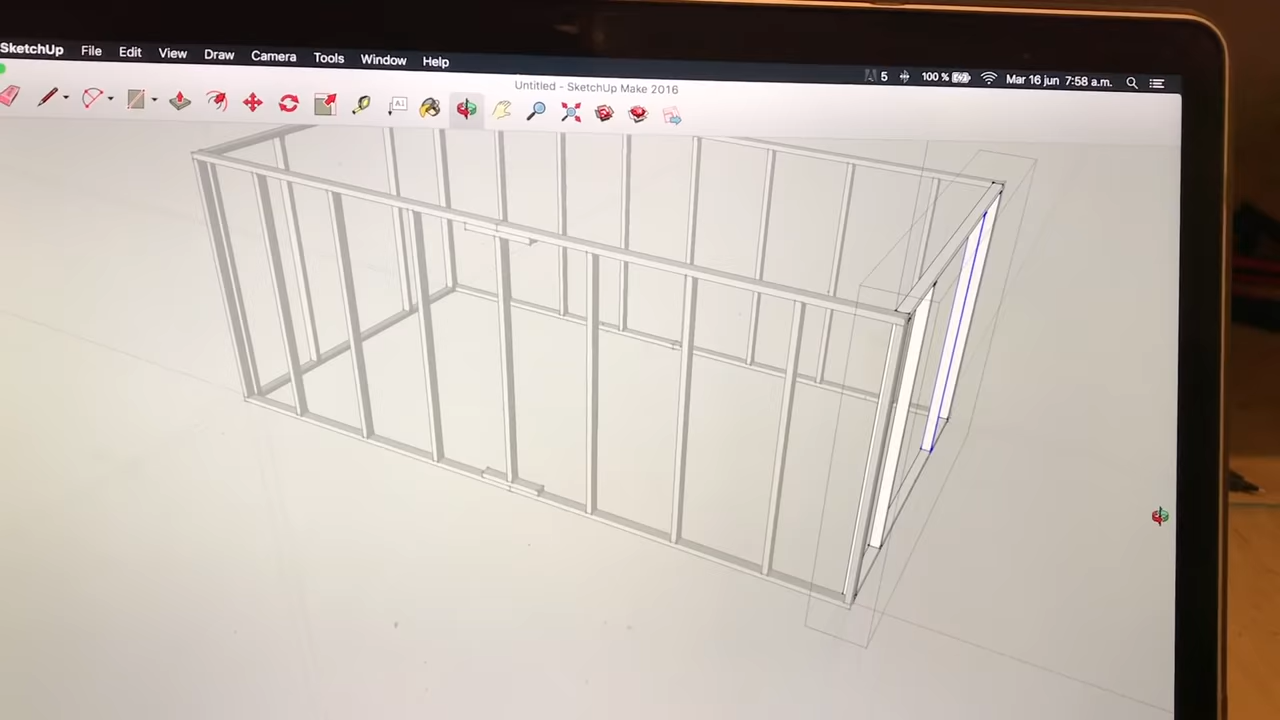 SketchUp File Edit View Draw Camera Tools Window Help
5 100 % Mar 16 jun 7:58 a.m.
Untitled - SketchUp Make 2016
A1